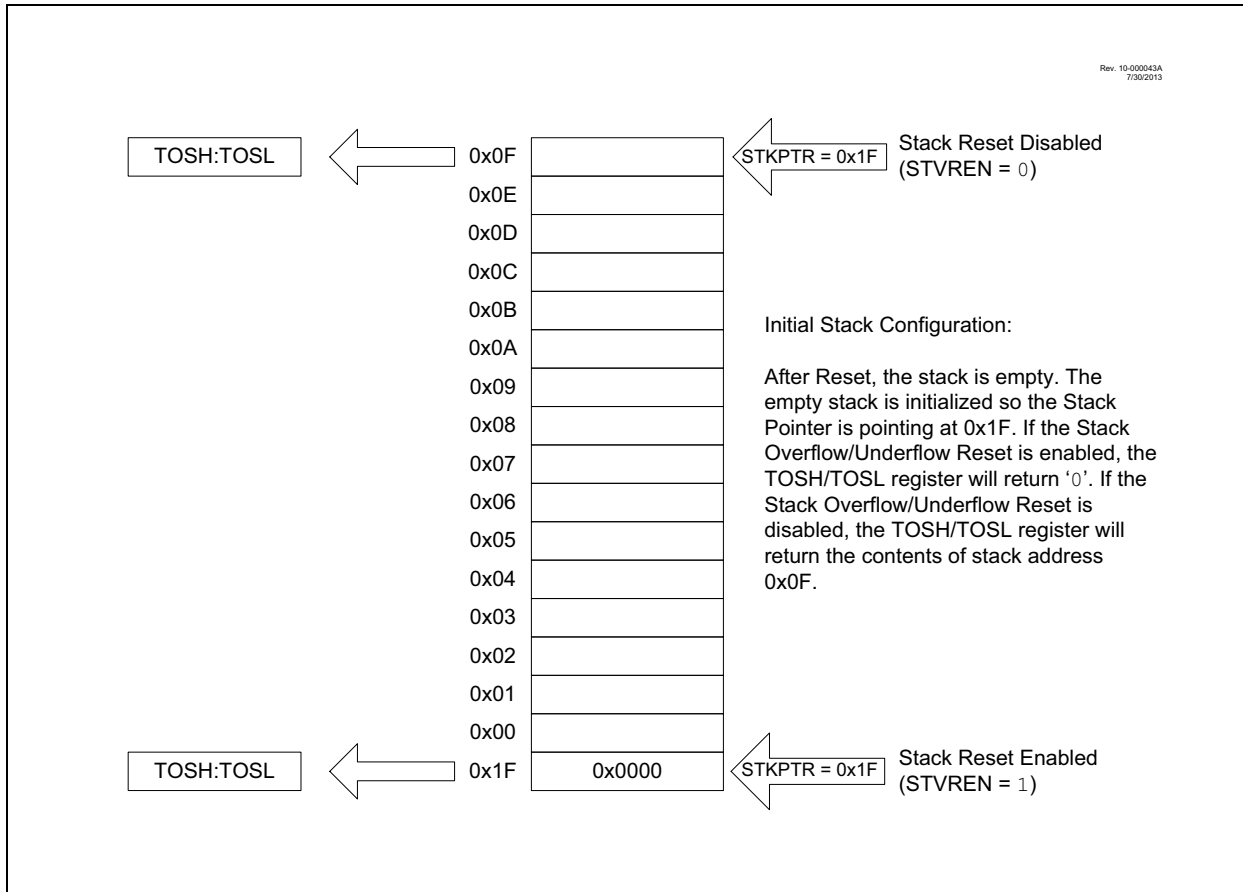 Rev. 10-000043A
7/30/2013
TOSH:TOSL
0x0F
STKPTR = 0x1F
Stack Reset Disabled
(STVREN = 0)
0x0E
0x0D
0x0C
0x0B
0x0A
0x09
0x08
0x07
0x06
0x05
0x04
0x03
0x02
0x01
0x00
Initial Stack Configuration:
After Reset, the stack is empty. The
empty stack is initialized so the Stack
Pointer is pointing at 0x1F. If the Stack
Overflow/Underflow Reset is enabled, the
TOSH/TOSL register will return ‘0’. If the
Stack Overflow/Underflow Reset is
disabled, the TOSH/TOSL register will
return the contents of stack address
0x0F.
TOSH:TOSL
0x1F
0x0000
STKPTR = 0x1F
Stack Reset Enabled
(STVREN = 1)